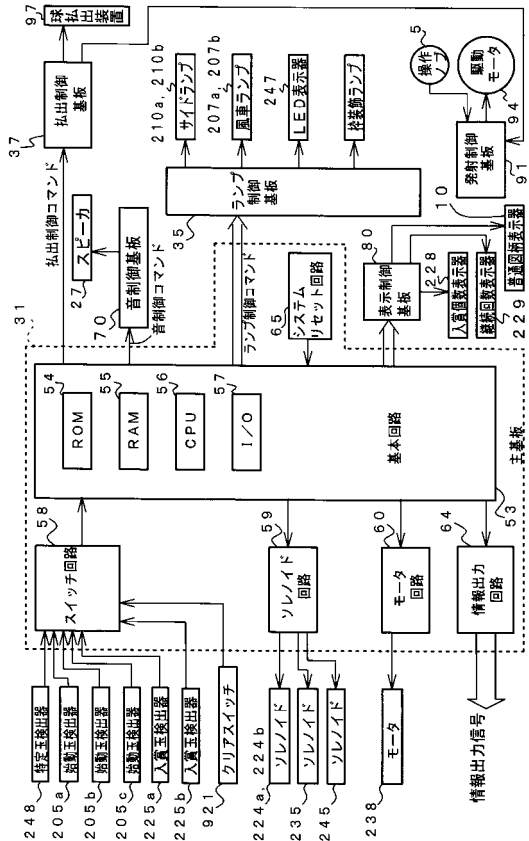 248
特定玉検出器
205a
始動玉検出器
205b
始動玉検出器
205c
始動玉検出器
225a
入賞玉検出器
225b
入賞玉検出器
921
クリアスイッチ
224a, 224b
ソレノイド
235
ソレノイド
245
ソレノイド
238
モータ
情報出力信号
58
スイッチ回路
59
ソレノイド
回路
60
モータ
回路
64
情報出力
回路
31
54
ROM
55
RAM
56
CPU
57
I/O
基本回路
53
主基板
65
システム
リセット回路
払出制御コマンド
37
払出制御
基板
97
球払出装置
27
スピーカ
70
音制御基板
音制御コマンド
ランプ制御コマンド
35
ランプ
制御基板
210a, 210b
サイドランプ
207a, 207b
風車ランプ
247
LED表示器
枠装飾ランプ
80
表示制御
基板
228
入賞個数表示器
継続回数表示器
229
10
普通図柄表示器
5
操作
ノブ
駆動
モータ
94
発射制御
基板
91